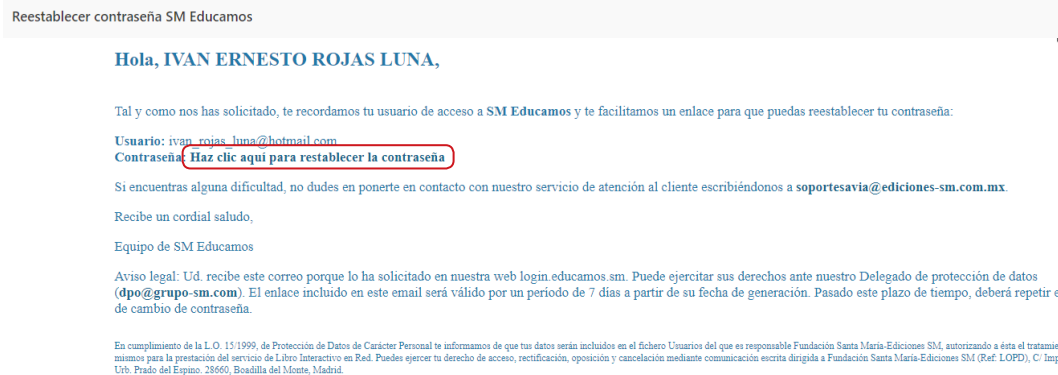 Reestablecer contraseña SM Educamos
Hola, IVAN ERNESTO ROJAS LUNA,
Tal y como nos has solicitado, te recordamos tu usuario de acceso a SM Educamos y te facilitamos un enlace para que puedas reestablecer tu contraseña:
Usuario: ivan_rojas_luna@hotmail.com
Contraseña: Haz clic aquí para restablecer la contraseña
Si encuentras alguna dificultad, no dudes en ponerte en contacto con nuestro servicio de atención al cliente escribiéndonos a soportesavia@ediciones-sm.com.mx.
Recibe un cordial saludo,
Equipo de SM Educamos
Aviso legal: Ud. recibe este correo porque lo ha solicitado en nuestra web login.educamos.sm. Puede ejercitar sus derechos ante nuestro Delegado de protección de datos
(dpo@grupo-sm.com). El enlace incluido en este email será válido por un período de 7 días a partir de su fecha de generación. Pasado este plazo de tiempo, deberá repetir e
de cambio de contraseña.
En cumplimiento de la L.O. 15/1999, de Protección de Datos de Carácter Personal te informamos de que tus datos serán incluidos en el fichero Usuarios del que es responsable Fundación Santa María-Ediciones SM, autorizando a ésta el tratamie
mismos para la prestación del servicio de Libro Interactivo en Red. Puedes ejercer tu derecho de acceso, rectificación, oposición y cancelación mediante comunicación escrita dirigida a Fundación Santa María-Ediciones SM (Ref: LOPD), C/ Imp
Urb. Prado del Espino. 28660, Boadilla del Monte, Madrid.